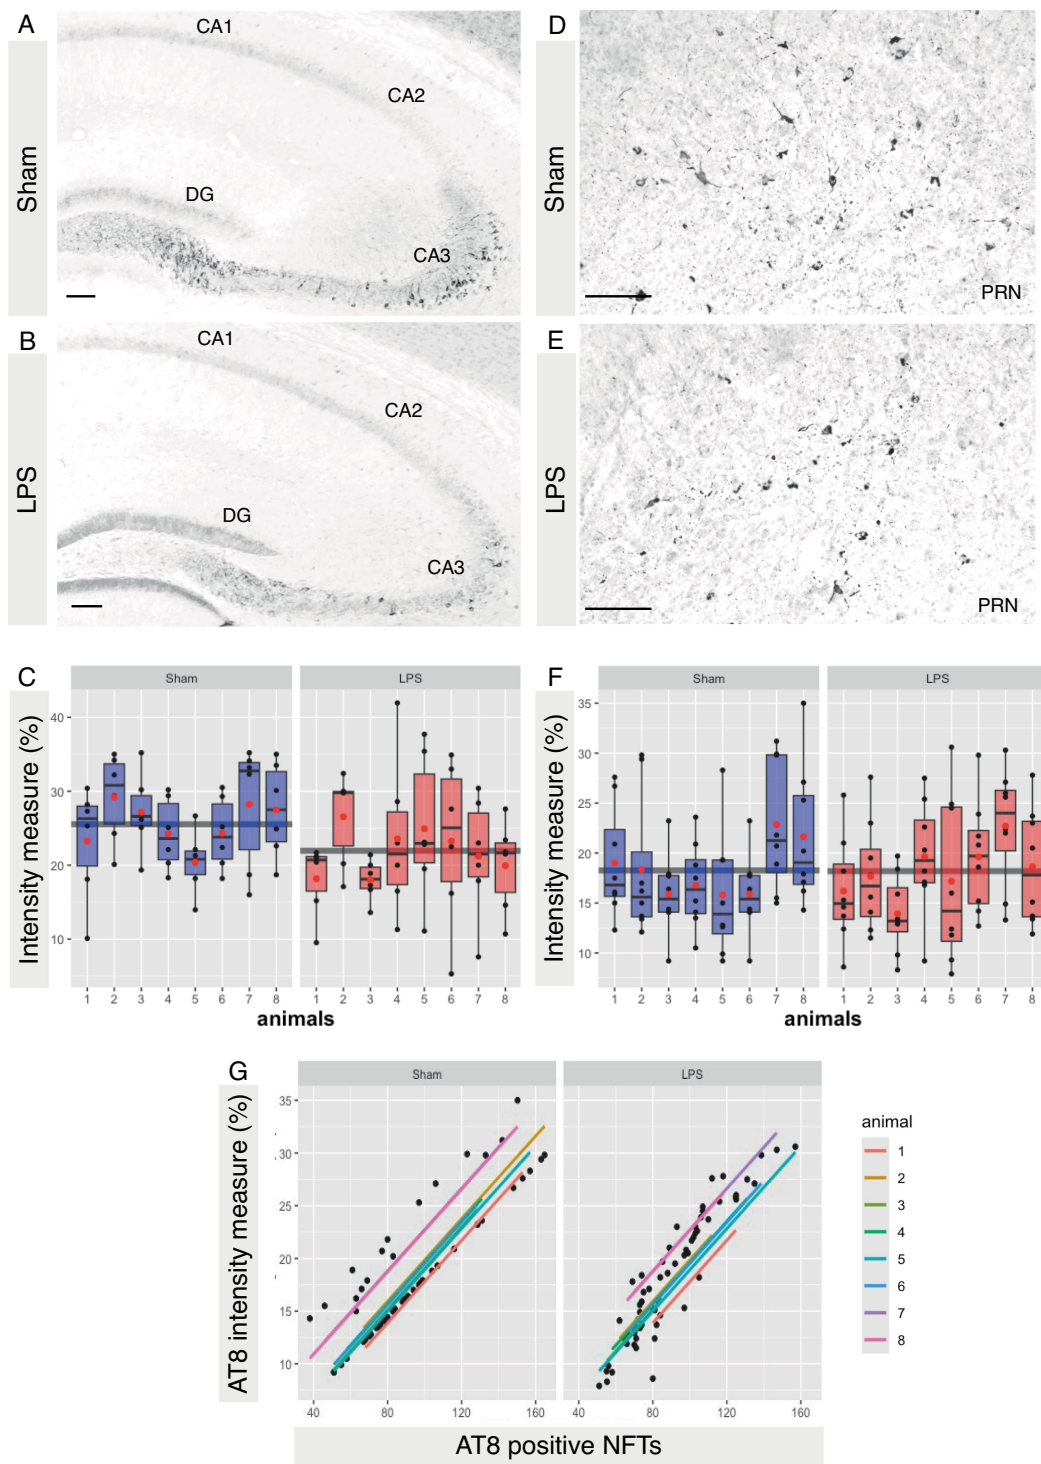 A
CA1
CA2
DG
CA3
Sham
D
PRN
Sham
B
CA1
CA2
DG
CA3
LPS
E
PRN
LPS
C
Sham
LPS
Intensity measure (%)
40
30
20
10
1 2 3 4 5 6 7 8 1 2 3 4 5 6 7 8
animals
F
Sham
LPS
Intensity measure (%)
35
30
25
20
15
10
1 2 3 4 5 6 7 8 1 2 3 4 5 6 7 8
animals
G
Sham
LPS
AT8 intensity measure (%)
35
30
25
20
15
10
40 80 120 160 40 80 120 160
AT8 positive NFTs
animal
1
2
3
4
5
6
7
8